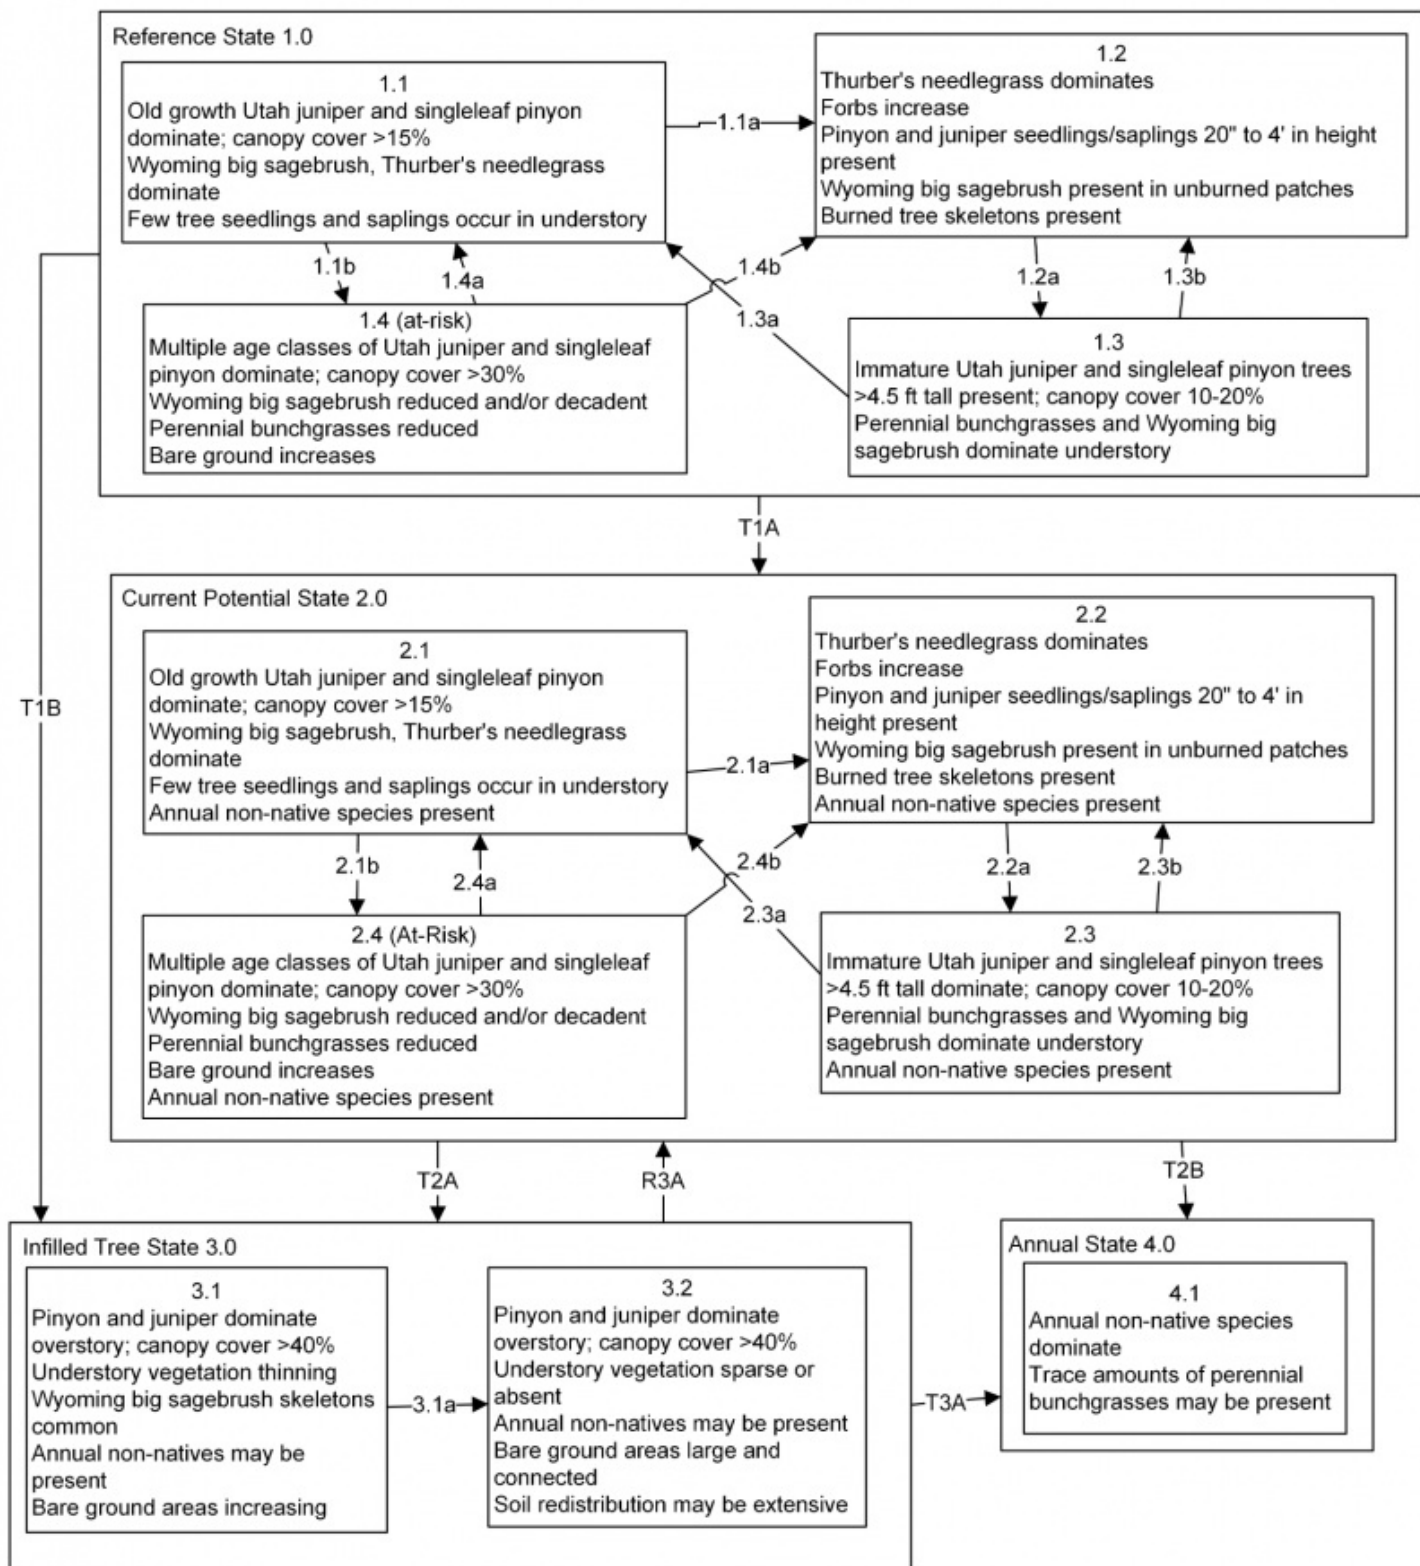 Reference State 1.0
1.1
Old growth Utah juniper and singleleaf pinyon
dominate; canopy cover >15%
Wyoming big sagebrush, Thurber's needlegrass
dominate
Few tree seedlings and saplings occur in understory
1.1a
1.2
Thurber's needlegrass dominates
Forbs increase
Pinyon and juniper seedlings/saplings 20" to 4' in height
present
Wyoming big sagebrush present in unburned patches
Burned tree skeletons present
1.1b
1.4a
1.4b
1.3a
1.2a
1.3b
1.4 (at-risk)
Multiple age classes of Utah juniper and singleleaf
pinyon dominate; canopy cover >30%
Wyoming big sagebrush reduced and/or decadent
Perennial bunchgrasses reduced
Bare ground increases
1.3
Immature Utah juniper and singleleaf pinyon trees
>4.5 ft tall present; canopy cover 10-20%
Perennial bunchgrasses and Wyoming big
sagebrush dominate understory
T1A
T1B
Current Potential State 2.0
2.1
Old growth Utah juniper and singleleaf pinyon
dominate; canopy cover >15%
Wyoming big sagebrush, Thurber's needlegrass
dominate
Few tree seedlings and saplings occur in understory
Annual non-native species present
2.1a
2.2
Thurber's needlegrass dominates
Forbs increase
Pinyon and juniper seedlings/saplings 20" to 4' in
height present
Wyoming big sagebrush present in unburned patches
Burned tree skeletons present
Annual non-native species present
2.1b
2.4a
2.4b
2.3a
2.2a
2.3b
2.4 (At-Risk)
Multiple age classes of Utah juniper and singleleaf
pinyon dominate; canopy cover >30%
Wyoming big sagebrush reduced and/or decadent
Perennial bunchgrasses reduced
Bare ground increases
Annual non-native species present
2.3
Immature Utah juniper and singleleaf pinyon trees
>4.5 ft tall dominate; canopy cover 10-20%
Perennial bunchgrasses and Wyoming big
sagebrush dominate understory
Annual non-native species present
T2A
R3A
T2B
Infilled Tree State 3.0
3.1
Pinyon and juniper dominate
overstory; canopy cover >40%
Understory vegetation thinning
Wyoming big sagebrush skeletons
common
Annual non-natives may be
present
Bare ground areas increasing
3.1a
3.2
Pinyon and juniper dominate
overstory; canopy cover >40%
Understory vegetation sparse or
absent
Annual non-natives may be present
Bare ground areas large and
connected
Soil redistribution may be extensive
T3A
Annual State 4.0
4.1
Annual non-native species
dominate
Trace amounts of perennial
bunchgrasses may be present